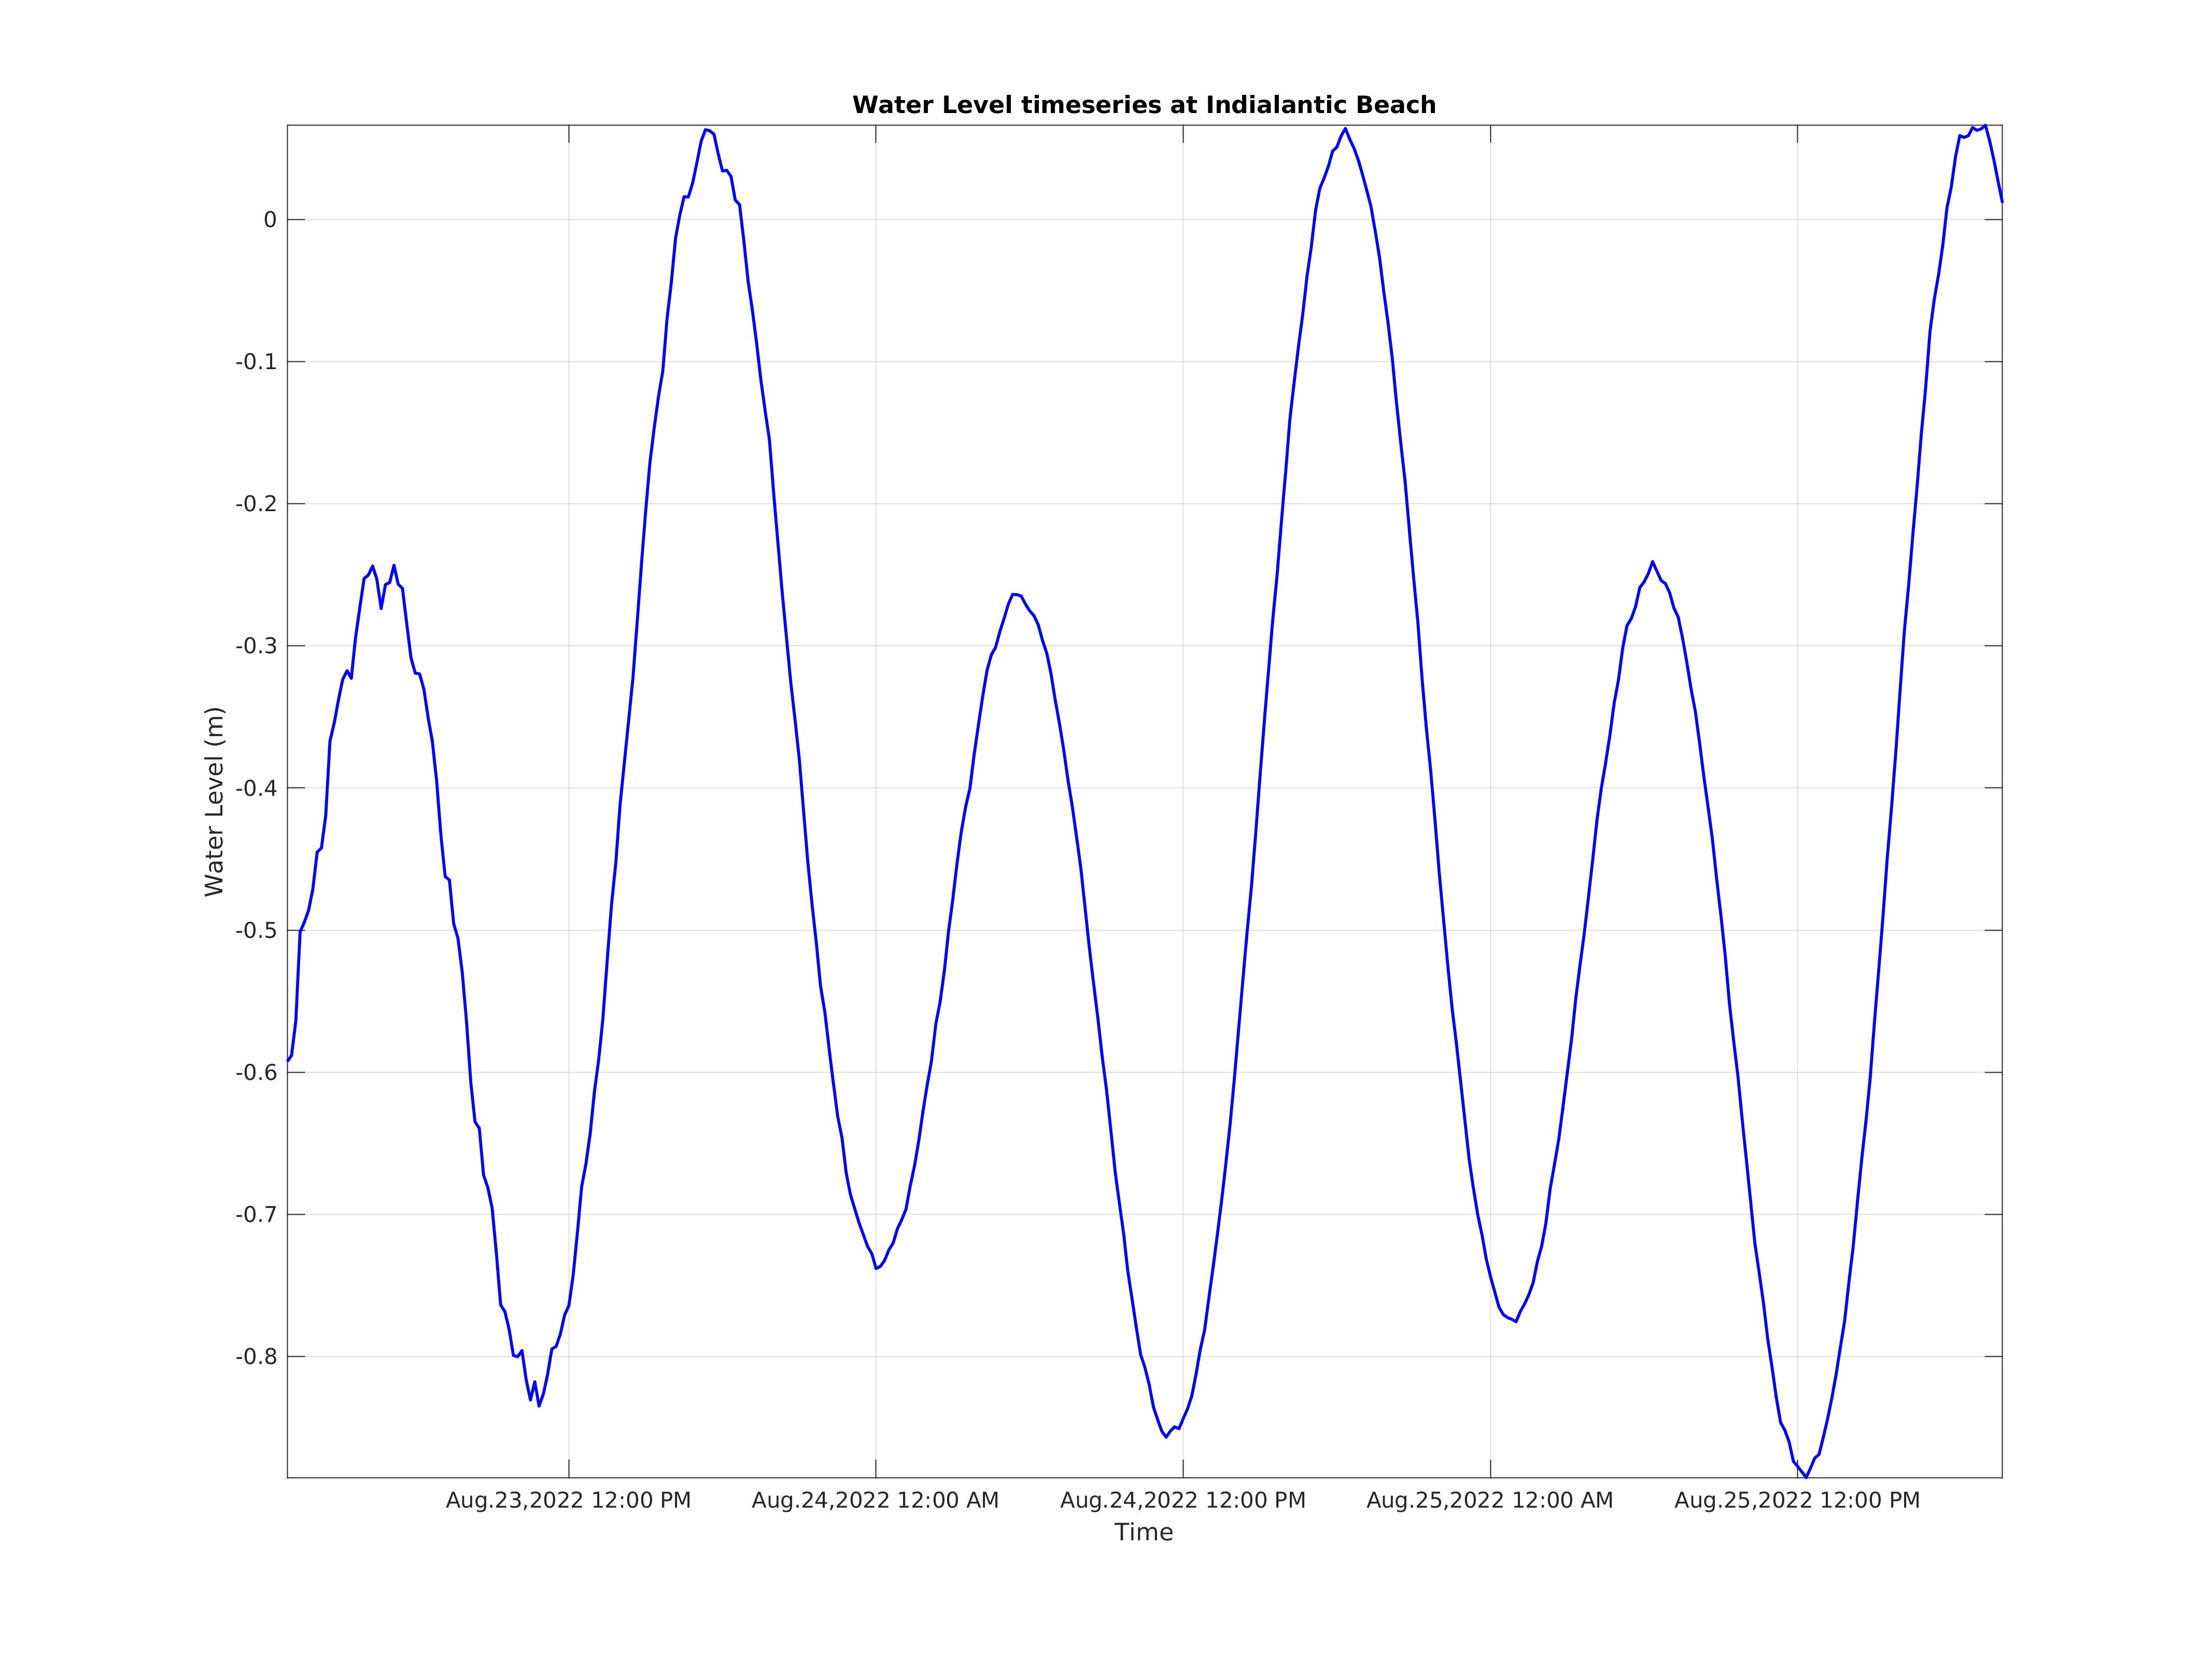 Water Level timeseries at Indialantic Beach
0
-0.1
-0.2
-0.3
-0.4
-0.5
-0.6
-0.7
-0.8
Water Level (m)
Aug.23,2022 12:00 PM
Aug.24,2022 12:00 AM
Aug.24,2022 12:00 PM
Aug.25,2022 12:00 AM
Aug.25,2022 12:00 PM
Time